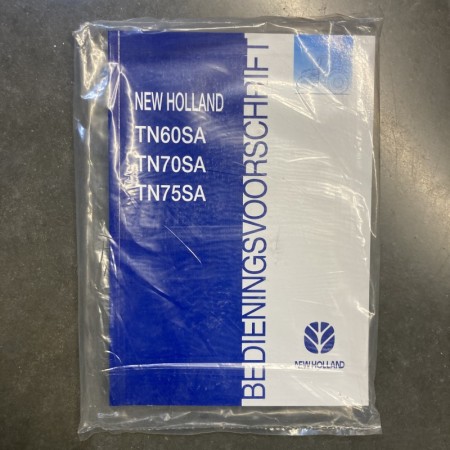 NEW HOLLAND
TN60SA
TN70SA
TN75SA
BEDIENINGSVOORSCHRIFT
NEW HOLLAND